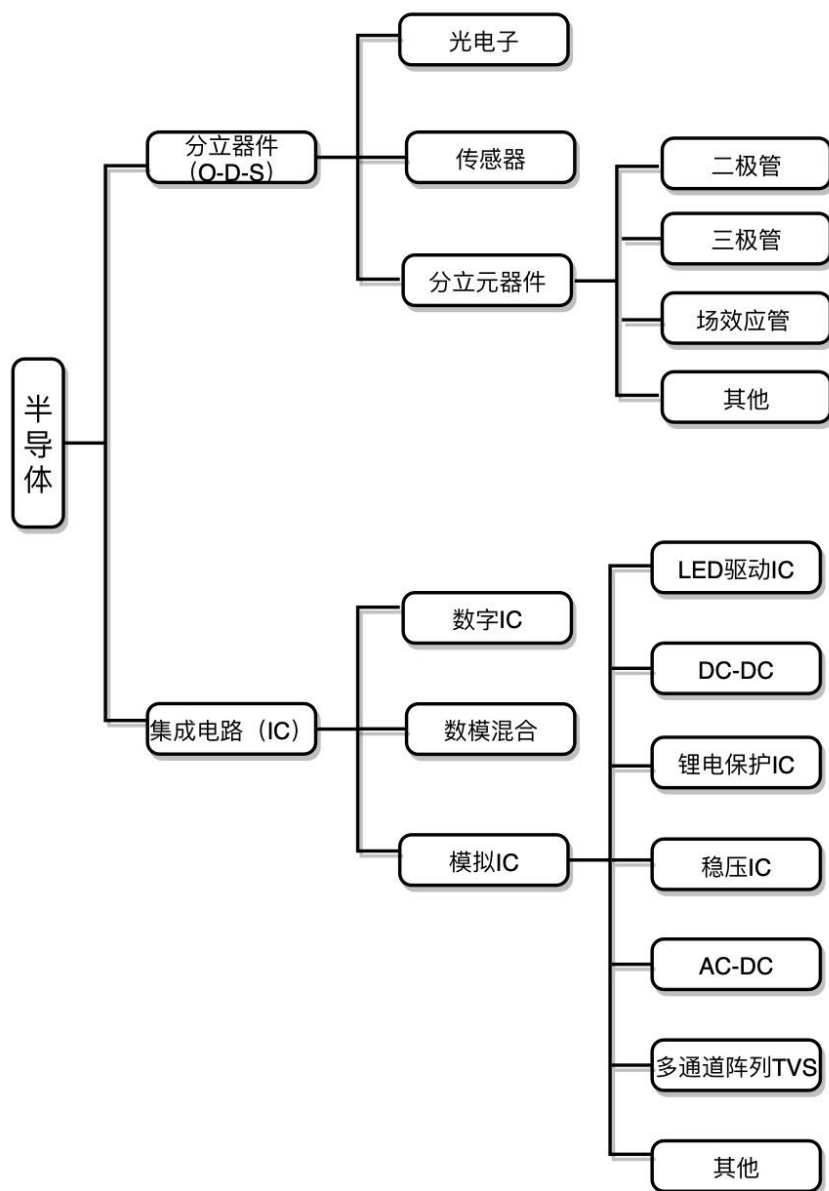 光电子
分立器件
（O-D-S）
传感器
二极管
三极管
分立元器件
场效应管
其他
半
导
体
LED驱动IC
数字IC
DC-DC
集成电路（IC）
数模混合
锂电保护IC
模拟IC
稳压IC
AC-DC
多通道阵列TVS
其他